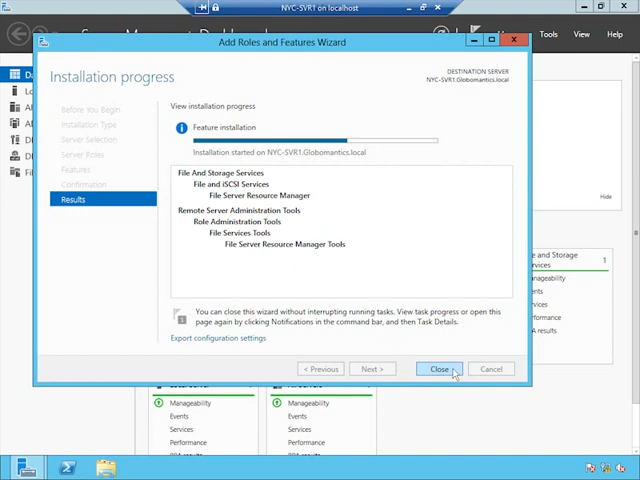 NYC-SVR1 on localhost
Tools
View
Help
Add Roles and Features Wizard
Installation progress
DESTINATION SERVER
NYC-SVR1.Globomantics.local
Before You Begin
Installation Type
Server Selection
Server Roles
Features
Confirmation
Results
View installation progress
Feature installation
Installation started on NYC-SVR1.Globomantics.local
File And Storage Services
File and iSCSI Services
File Server Resource Manager
Remote Server Administration Tools
Role Administration Tools
File Services Tools
File Server Resource Manager Tools
You can close this wizard without interrupting running tasks. View task progress or open this
page again by clicking Notifications in the command bar, and then Task Details.
Export configuration settings
< Previous
Next >
Close
Cancel
Hide
and Storage
1
Manageability
Events
Services
Performance
Manageability
Events
Services
Performance